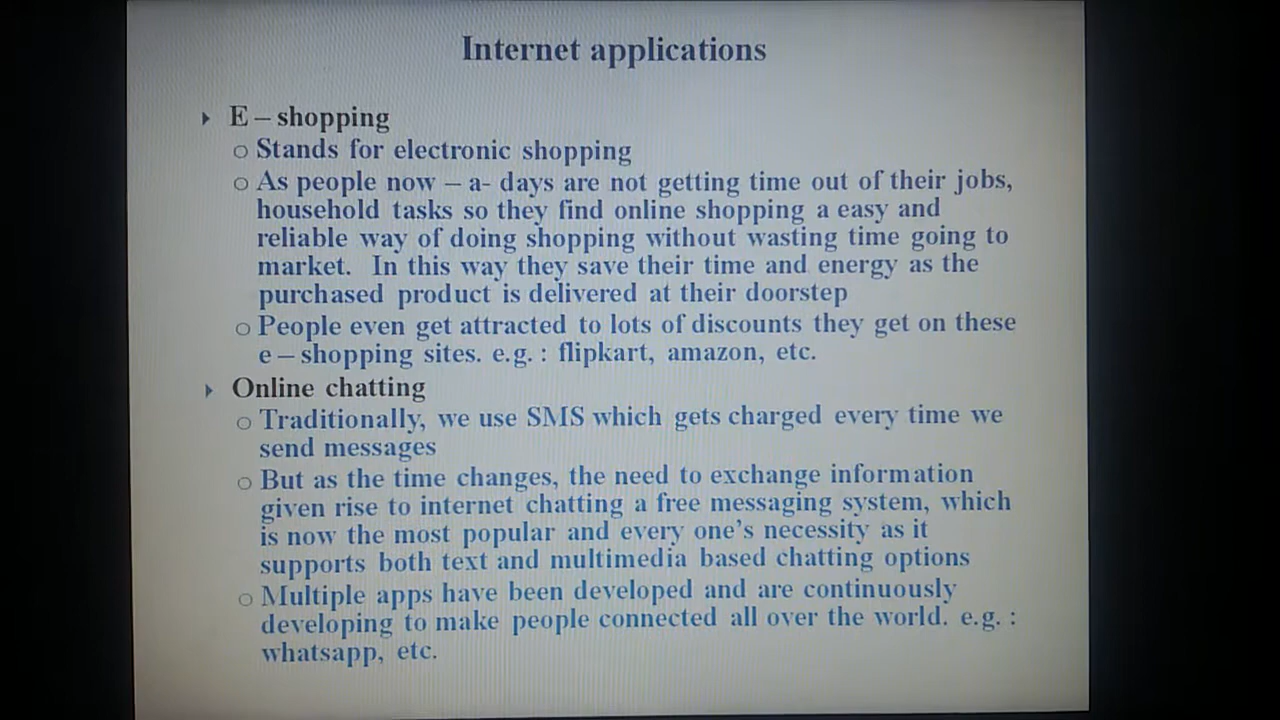 Internet applications
E – shopping
Stands for electronic shopping
As people now – a- days are not getting time out of their jobs,
household tasks so they find online shopping a easy and
reliable way of doing shopping without wasting time going to
market. In this way they save their time and energy as the
purchased product is delivered at their doorstep
People even get attracted to lots of discounts they get on these
e – shopping sites. e.g. : flipkart, amazon, etc.
Online chatting
Traditionally, we use SMS which gets charged every time we
send messages
But as the time changes, the need to exchange information
given rise to internet chatting a free messaging system, which
is now the most popular and every one's necessity as it
supports both text and multimedia based chatting options
Multiple apps have been developed and are continuously
developing to make people connected all over the world. e.g. :
whatsapp, etc.